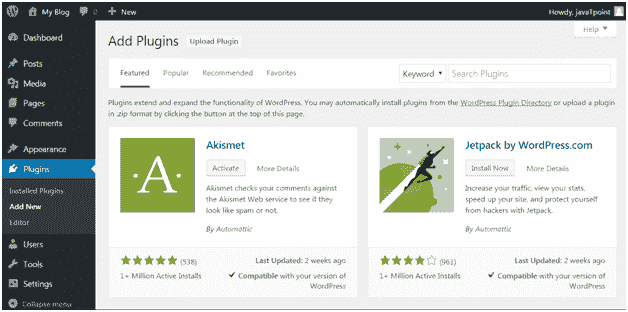 My Blog
+ New
Howdy, javatpoint
Dashboard
Posts
Media
Pages
Comments
Appearance
Plugins
Installed Plugins
Add New
Editor
Users
Tools
Settings
Collapse menu
Help ▼
Add Plugins Upload Plugin
Featured Popular Recommended Favorites Keyword ▼ Search Plugins
Plugins extend and expand the functionality of WordPress. You may automatically install plugins from the WordPress Plugin Directory or upload a plugin
in .zip format by clicking the button at the top of this page.
A
Akismet
Activate More Details
Akismet checks your comments against
the Akismet Web service to see if they
look like spam or not.
By Automattic
(538) Last Updated: 2 weeks ago
1+ Million Active Installs ✔ Compatible with your version of
WordPress
Jetpack by WordPress.com
Install Now More Details
Increase your traffic, view your stats,
speed up your site, and protect yourself
from hackers with Jetpack.
By Automattic
(961) Last Updated: 2 weeks ago
1+ Million Active Installs ✔ Compatible with your version of
WordPress